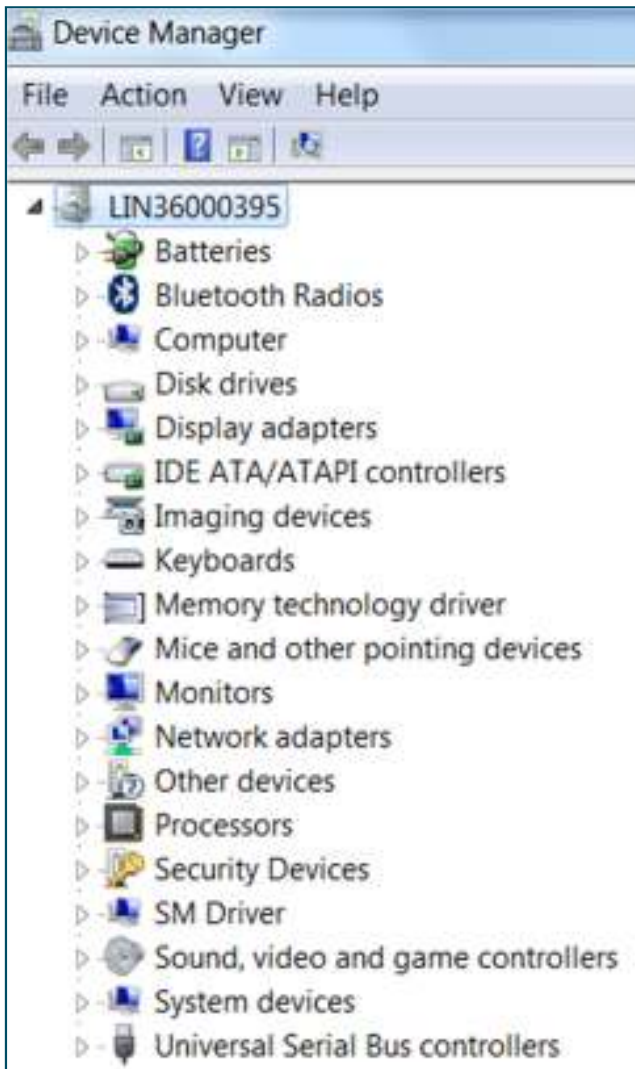 Device Manager
File Action View Help
LIN36000395
Batteries
Bluetooth Radios
Computer
Disk drives
Display adapters
IDE ATA/ATAPI controllers
Imaging devices
Keyboards
Memory technology driver
Mice and other pointing devices
Monitors
Network adapters
Other devices
Processors
Security Devices
SM Driver
Sound, video and game controllers
System devices
Universal Serial Bus controllers